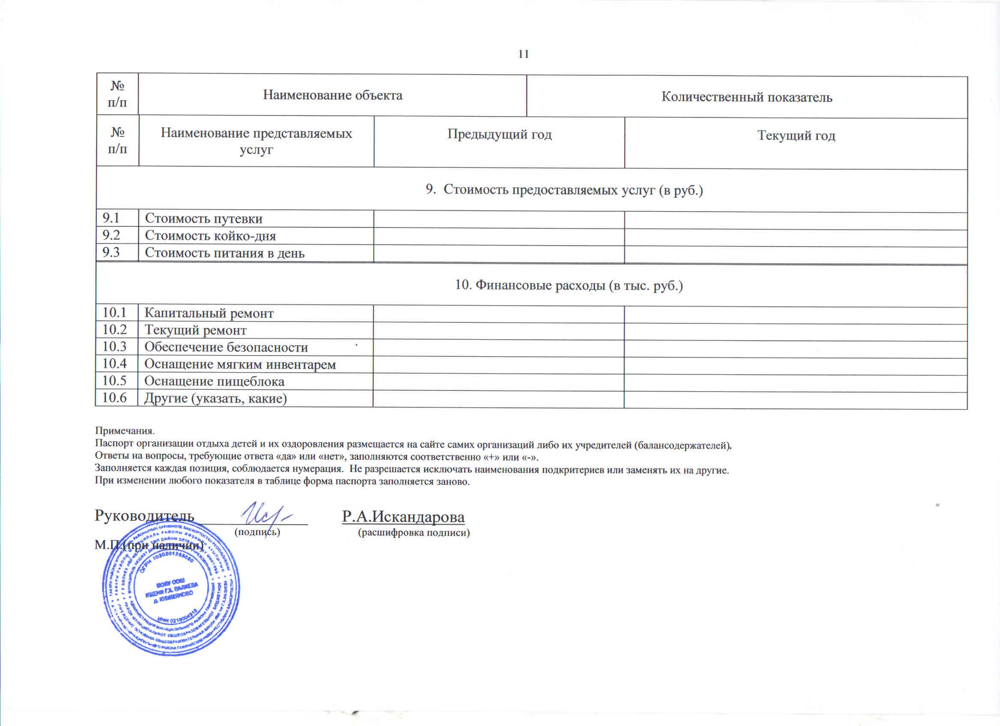 11
№
п/п
Наименование объекта
Количественный показатель
№
п/п
Наименование представляемых
услуг
Предыдущий год
Текущий год
9. Стоимость предоставляемых услуг (в руб.)
9.1 Стоимость путевки
9.2 Стоимость койко-дня
9.3 Стоимость питания в день
10. Финансовые расходы (в тыс. руб.)
10.1 Капитальный ремонт
10.2 Текущий ремонт
10.3 Обеспечение безопасности
10.4 Оснащение мягким инвентарем
10.5 Оснащение пищеблока
10.6 Другие (указать, какие)
Примечания.
Паспорт организации отдыха детей и их оздоровления размещается на сайте самих организаций либо их учредителей (балансодержателей).
Ответы на вопросы, требующие ответа «да» или «нет», заполняются соответственно «+» или «-».
Заполняется каждая позиция, соблюдается нумерация. Не разрешается исключать наименования подкритериев или заменять их на другие.
При изменении любого показателя в таблице форма паспорта заполняется заново.
Руководитель Р.А.Искандарова
(подпись) (расшифровка подписи)
М.П.(при наличии)
ОГРН
МОБУ ООШ
ИМЕНИ Г.Х. ВАЛИЕВА
д. ЮЗИМЯНОВО
ИНН 0219004310